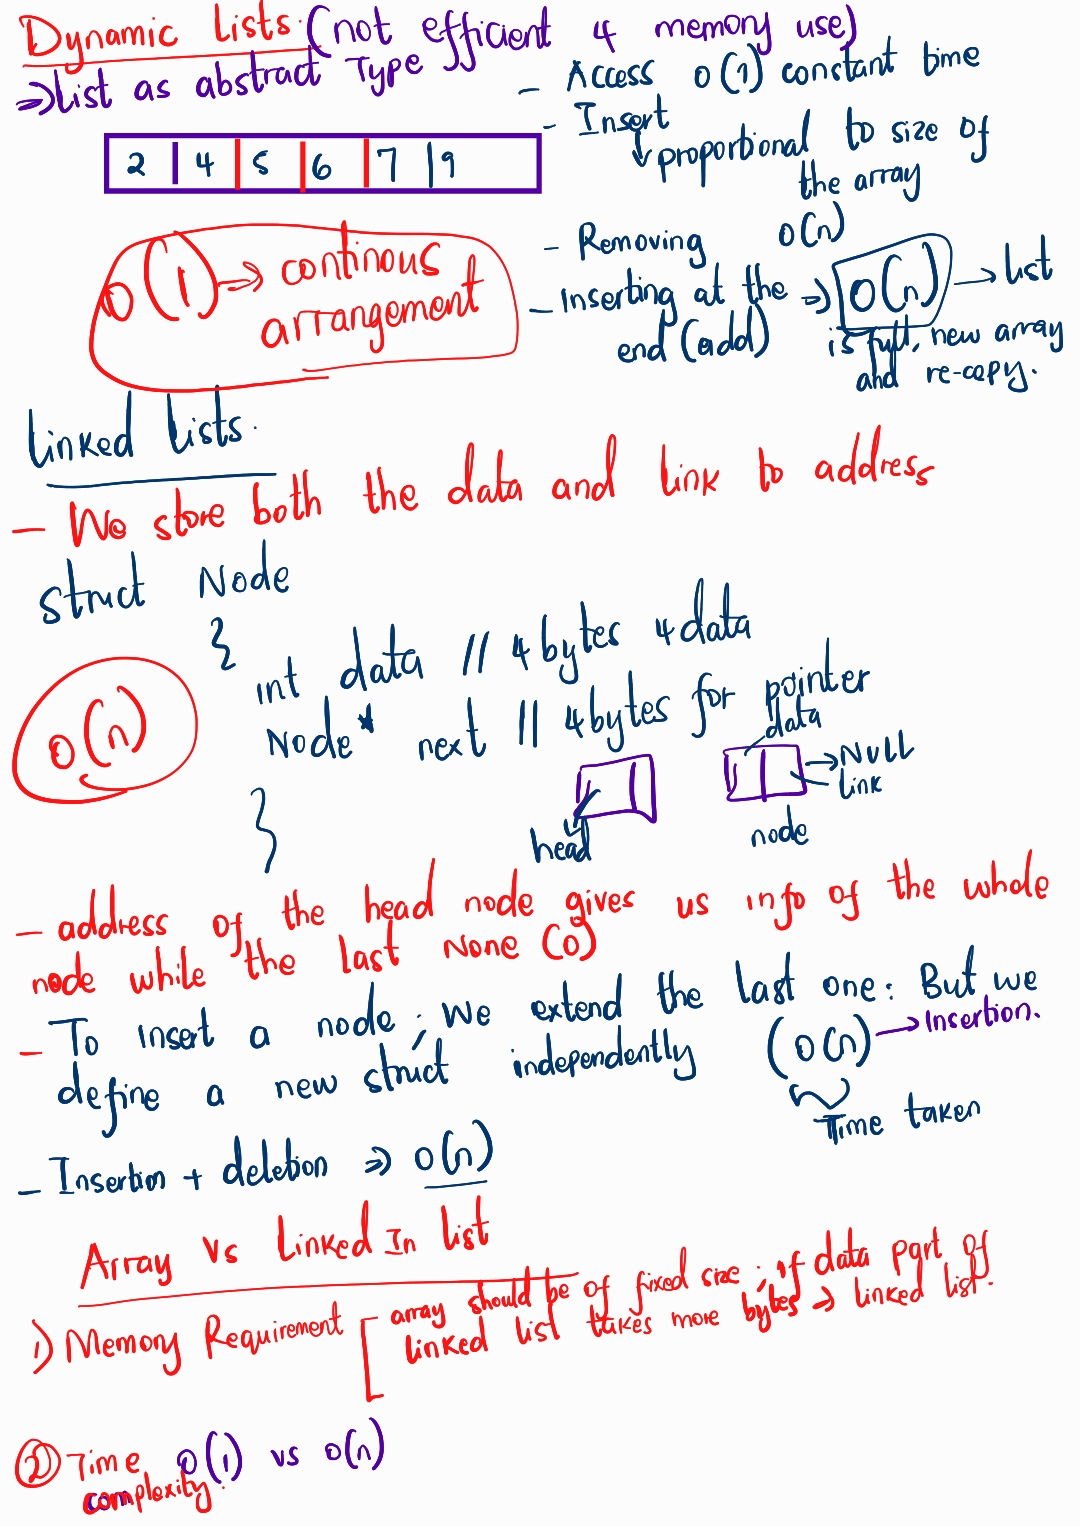 Dynamic Lists. (not efficient 4 memory use)
⇒ List as abstract Type
- Access O(1) constant time
- Insert
↳ proportional to size of
the array
2 | 4 | 5 | 6 | 7 | 9
- Removing O(n)
- Inserting at the ⇒ O(n) → list
end (add) is full, new array
and re-copy.
O(1) → continous
arrangement
Linked Lists.
- We store both the data and link to address
struct Node
{
int data // 4 bytes 4 data
Node* next // 4 bytes for pointer
}
O(n)
data
→ NULL
link
head
node
- address of the head node gives us info of the whole
node while the last None (0)
- To insert a node; we extend the last one: But we
define a new struct independently
(O(n)) → Insertion.
Time taken
- Insertion + deletion ⇒ O(n)
Array Vs Linked In list
1) Memory Requirement [ array should be of fixed size; if data part of
linked list takes more bytes → linked list.
② Time O(1) vs O(n)
complexity.